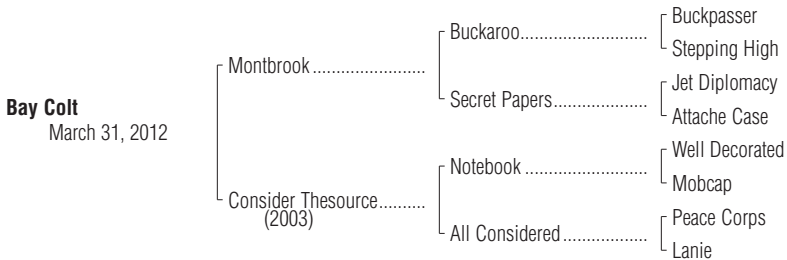 Buckpasser
Buckaroo..............................
Stepping High
Montbrook ..........................
Jet Diplomacy
Secret Papers......................
Attache Case
Bay Colt
March 31, 2012
Well Decorated
Notebook .............................
Mobcap
Consider Thesource...........
(2003)
Peace Corps
All Considered....................
Lanie